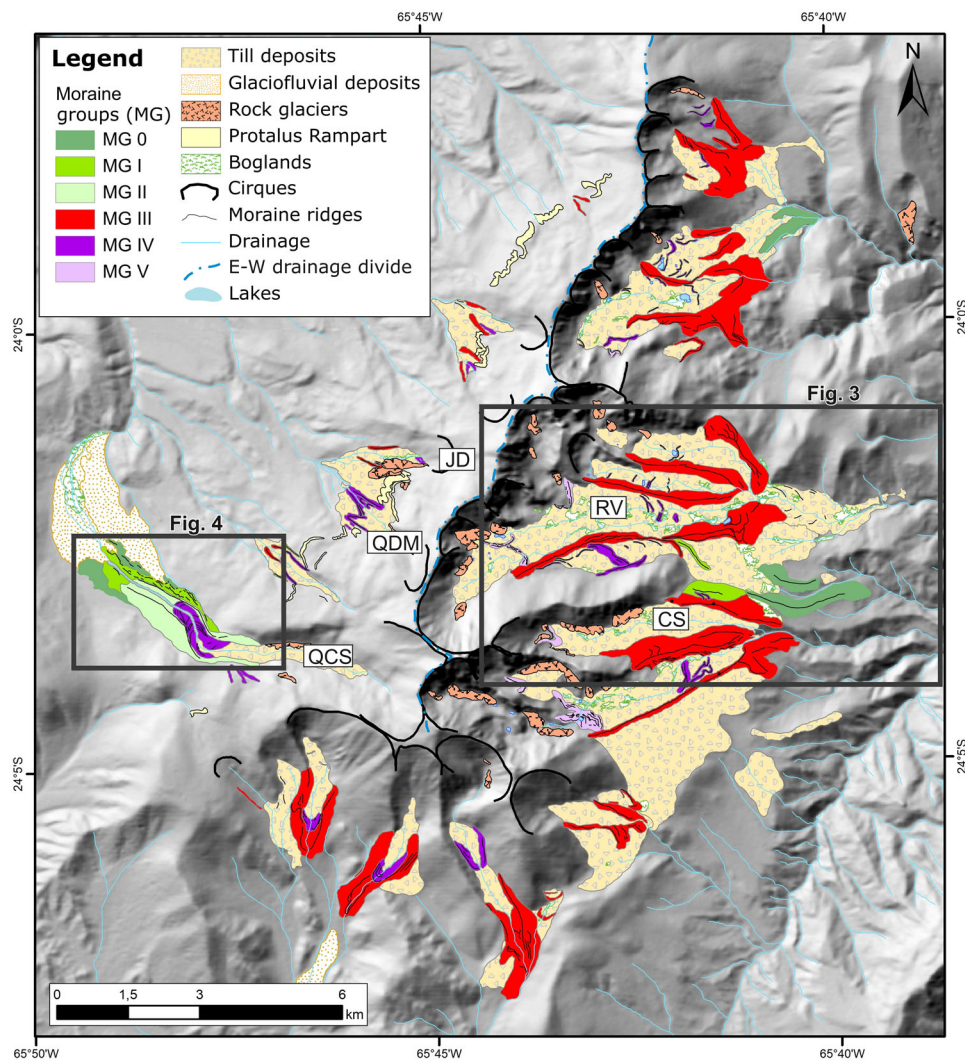 65°45'W
65°40'W
Legend
Moraine
groups (MG)
MG 0
MG I
MG II
MG III
MG IV
MG V
Till deposits
Glaciofluvial deposits
Rock glaciers
Protalus Rampart
Boglands
Cirques
Moraine ridges
Drainage
E-W drainage divide
Lakes
N
24°0'S
24°0'S
Fig. 3
JD
RV
Fig. 4
QDM
CS
QCS
24°5'S
24°5'S
0 1,5 3 6
km
65°50'W
65°45'W
65°40'W